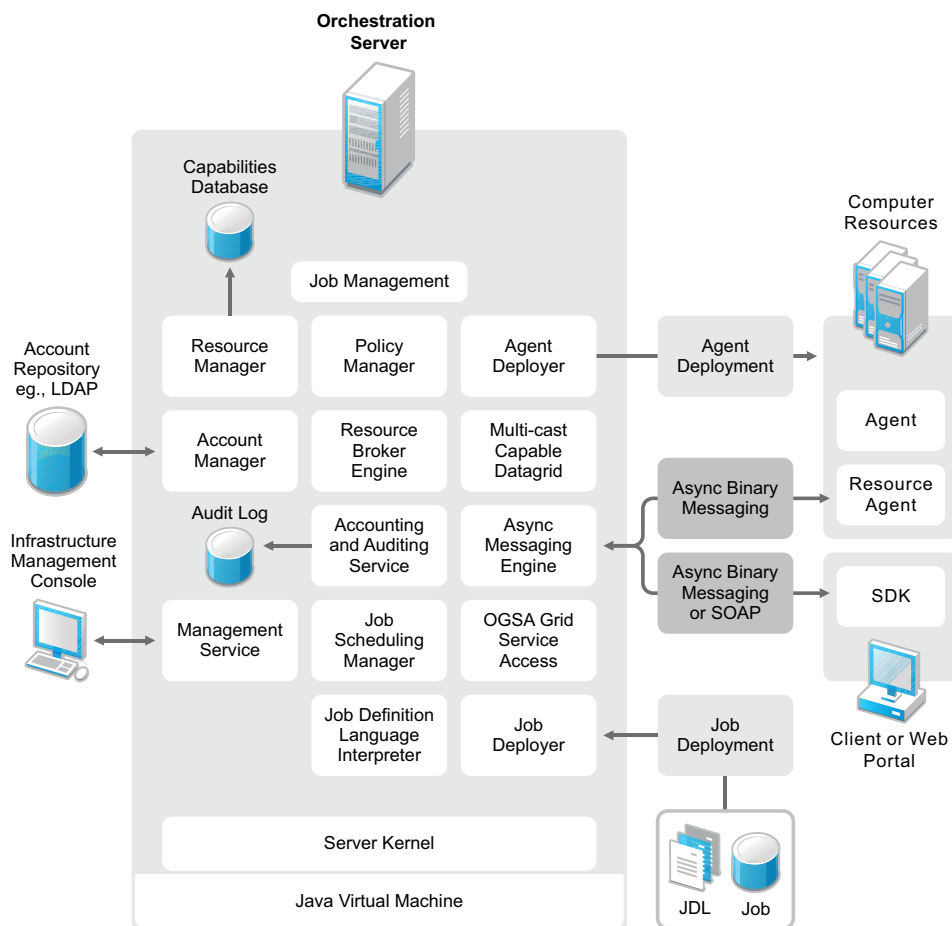 Orchestration
Server
Capabilities
Database
Computer
Resources
Job Management
Account
Repository
eg., LDAP
Resource
Manager
Policy
Manager
Agent
Deployer
Agent
Deployment
Agent
Account
Manager
Resource
Broker
Engine
Multi-cast
Capable
Datagrid
Async Binary
Messaging
Resource
Agent
Infrastructure
Management
Console
Audit Log
Accounting
and Auditing
Service
Async
Messaging
Engine
Async Binary
Messaging
or SOAP
SDK
Management
Service
Job
Scheduling
Manager
OGSA Grid
Service
Access
Job Definition
Language
Interpreter
Job
Deployer
Job
Deployment
Client or Web
Portal
Server Kernel
Java Virtual Machine
JDL
Job